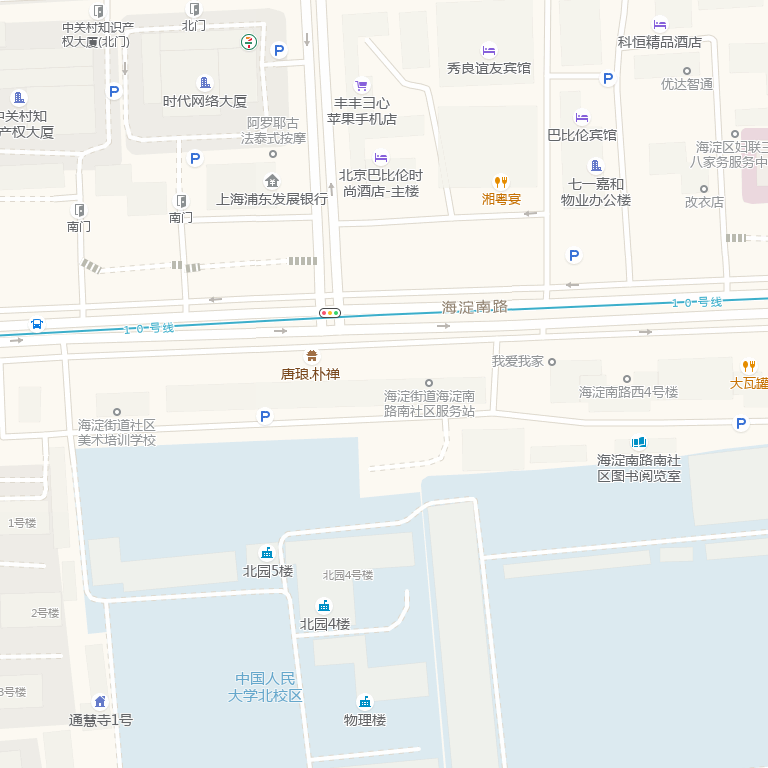 中关村知识产
权大厦(北门)
北门
P
科恒精品酒店
秀良谊友宾馆
P
优达智通
P
时代网络大厦
中关村知
产权大厦
丰丰彐心
苹果手机店
阿罗耶古
法泰式按摩
巴比伦宾馆
海淀区妇联三
八家务服务中
P
北京巴比伦时
尚酒店-主楼
七一嘉和
物业办公楼
上海浦东发展银行
湘粤宴
改衣店
南门
南门
P
海淀南路
10号线
10号线
唐琅.朴禅
我爱我家
大瓦罐
海淀南路西4号楼
海淀街道海淀南
路南社区服务站
海淀街道社区
美术培训学校
P
P
海淀南路南社
区图书阅览室
1号楼
北园5楼
北园4号楼
2号楼
北园4楼
中国人民
大学北校区
3号楼
通慧寺1号
物理楼